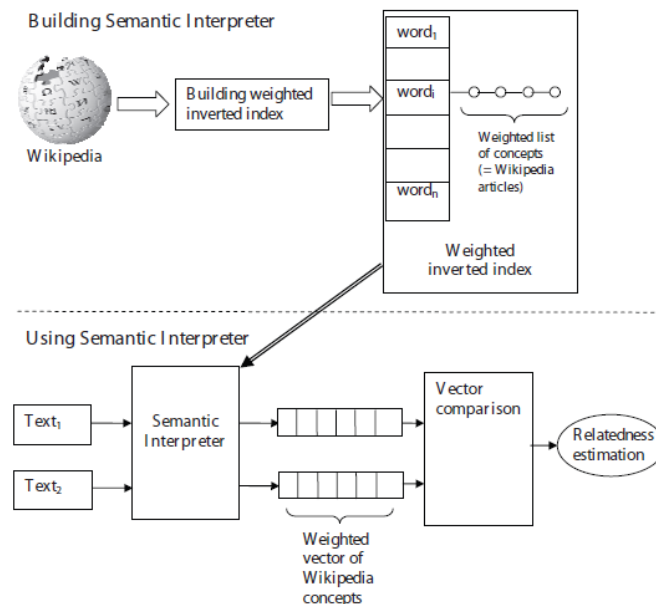 Building Semantic Interpreter
Wikipedia
Building weighted
inverted index
word1
wordi
wordn
Weighted list
of concepts
(= Wikipedia
articles)
Weighted
inverted index
Using Semantic Interpreter
Text1
Text2
Semantic
Interpreter
Weighted
vector of
Wikipedia
concepts
Vector
comparison
Relatedness
estimation